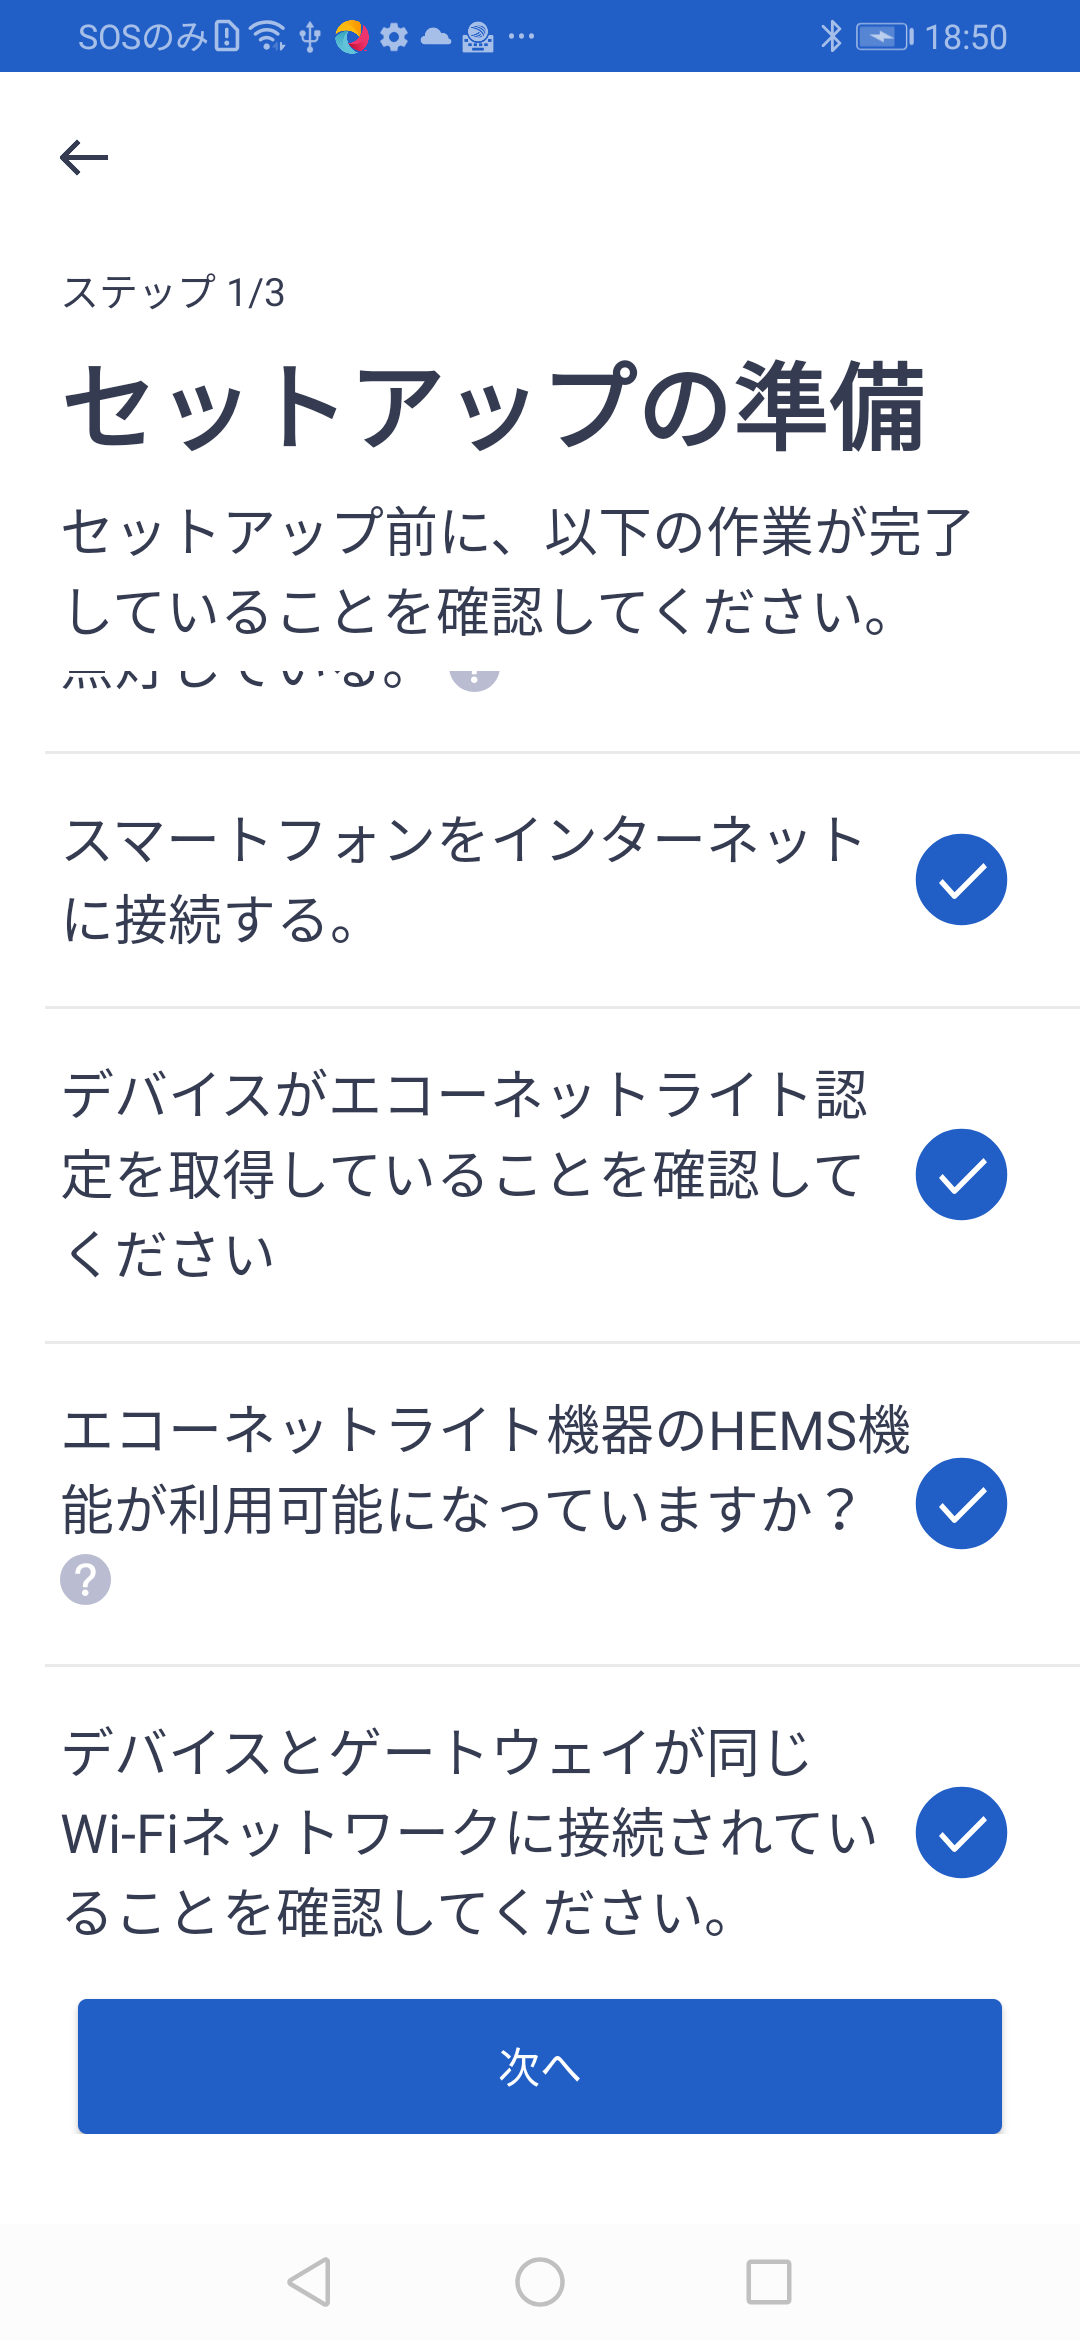 SOSのみ 18:50
ステップ 1/3
セットアップの準備
セットアップ前に、以下の作業が完了
していることを確認してください。
点灯している。
スマートフォンをインターネット
に接続する。
デバイスがエコーネットライト認
定を取得していることを確認して
ください
エコーネットライト機器のHEMS機
能が利用可能になっていますか？
?
デバイスとゲートウェイが同じ
Wi-Fiネットワークに接続されてい
ることを確認してください。
次へ